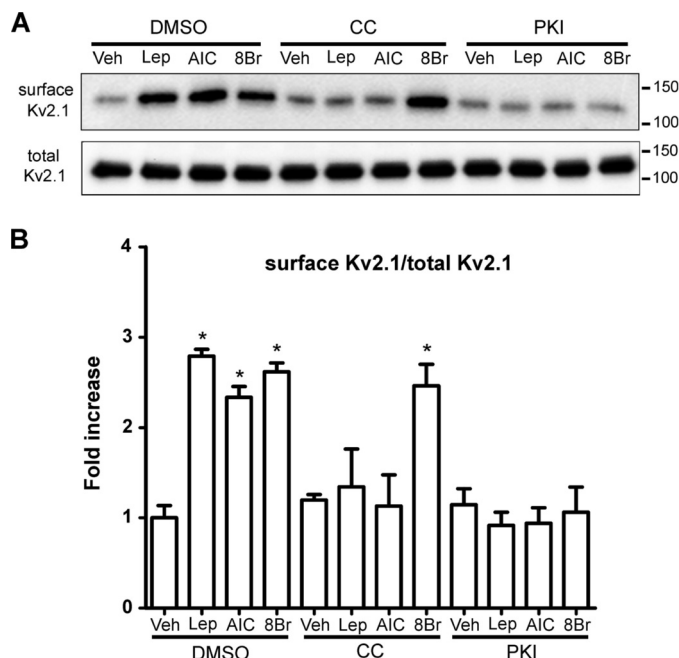 A
DMSO CC PKI
Veh Lep AIC 8Br Veh Lep AIC 8Br Veh Lep AIC 8Br
surface
Kv2.1
150
100
total
Kv2.1
150
100
B
surface Kv2.1/total Kv2.1
Fold increase
4
3
2
1
0
* * * *
Veh Lep AIC 8Br Veh Lep AIC 8Br Veh Lep AIC 8Br
DMSO CC PKI